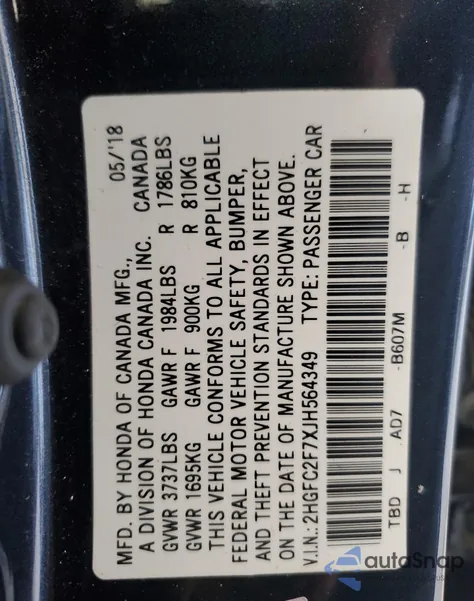 MFD. BY HONDA OF CANADA MFG., 05/'18
A DIVISION OF HONDA CANADA INC. CANADA
GVWR 3737LBS GAWR F 1984LBS R 1786LBS
GVWR 1695KG GAWR F 900KG R 810KG
THIS VEHICLE CONFORMS TO ALL APPLICABLE
FEDERAL MOTOR VEHICLE SAFETY, BUMPER,
AND THEFT PREVENTION STANDARDS IN EFFECT
ON THE DATE OF MANUFACTURE SHOWN ABOVE.
V.I.N.: 2HGFC2F7XJH564349 TYPE: PASSENGER CAR
TBD J AD7 -B607M -B -H
autoSnap